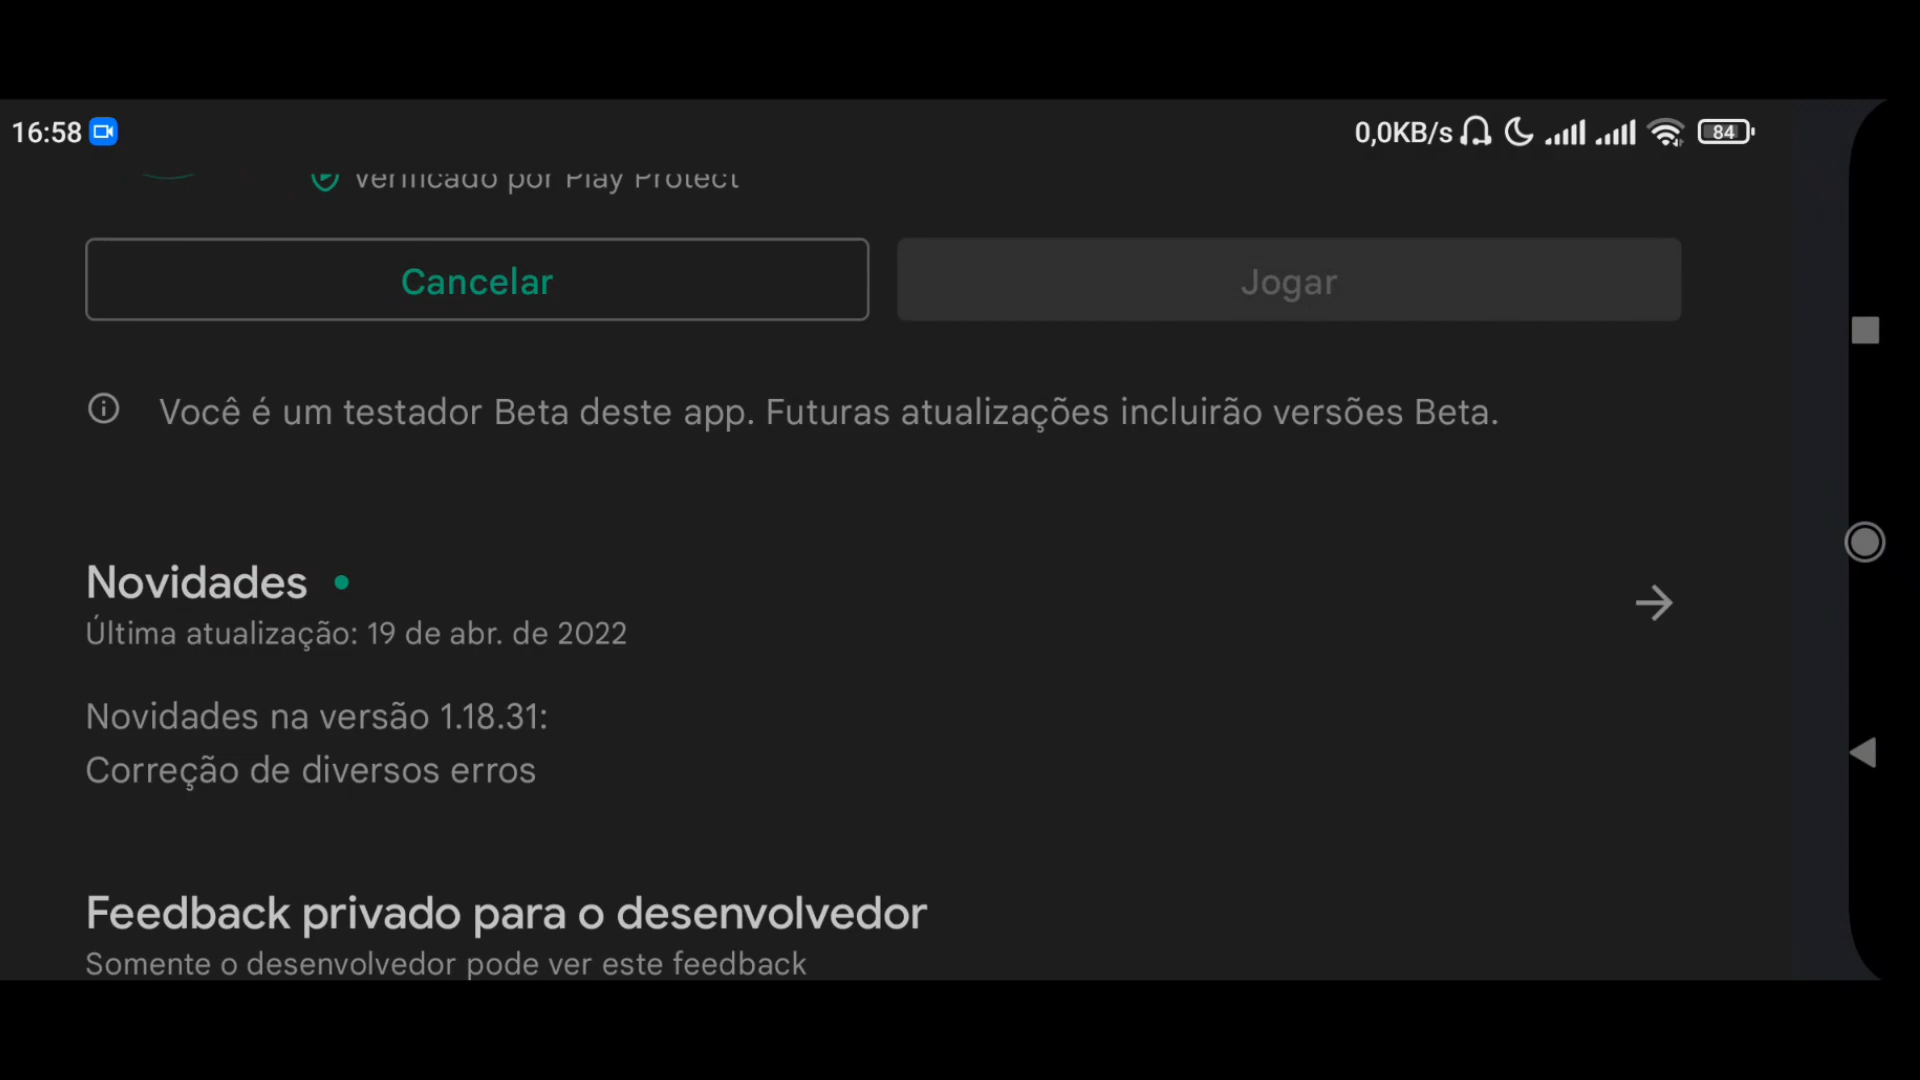 16:58
0,0KB/s
84
Verificado por Play Protect
Cancelar
Jogar
Você é um testador Beta deste app. Futuras atualizações incluirão versões Beta.
Novidades
Última atualização: 19 de abr. de 2022
Novidades na versão 1.18.31:
Correção de diversos erros
Feedback privado para o desenvolvedor
Somente o desenvolvedor pode ver este feedback